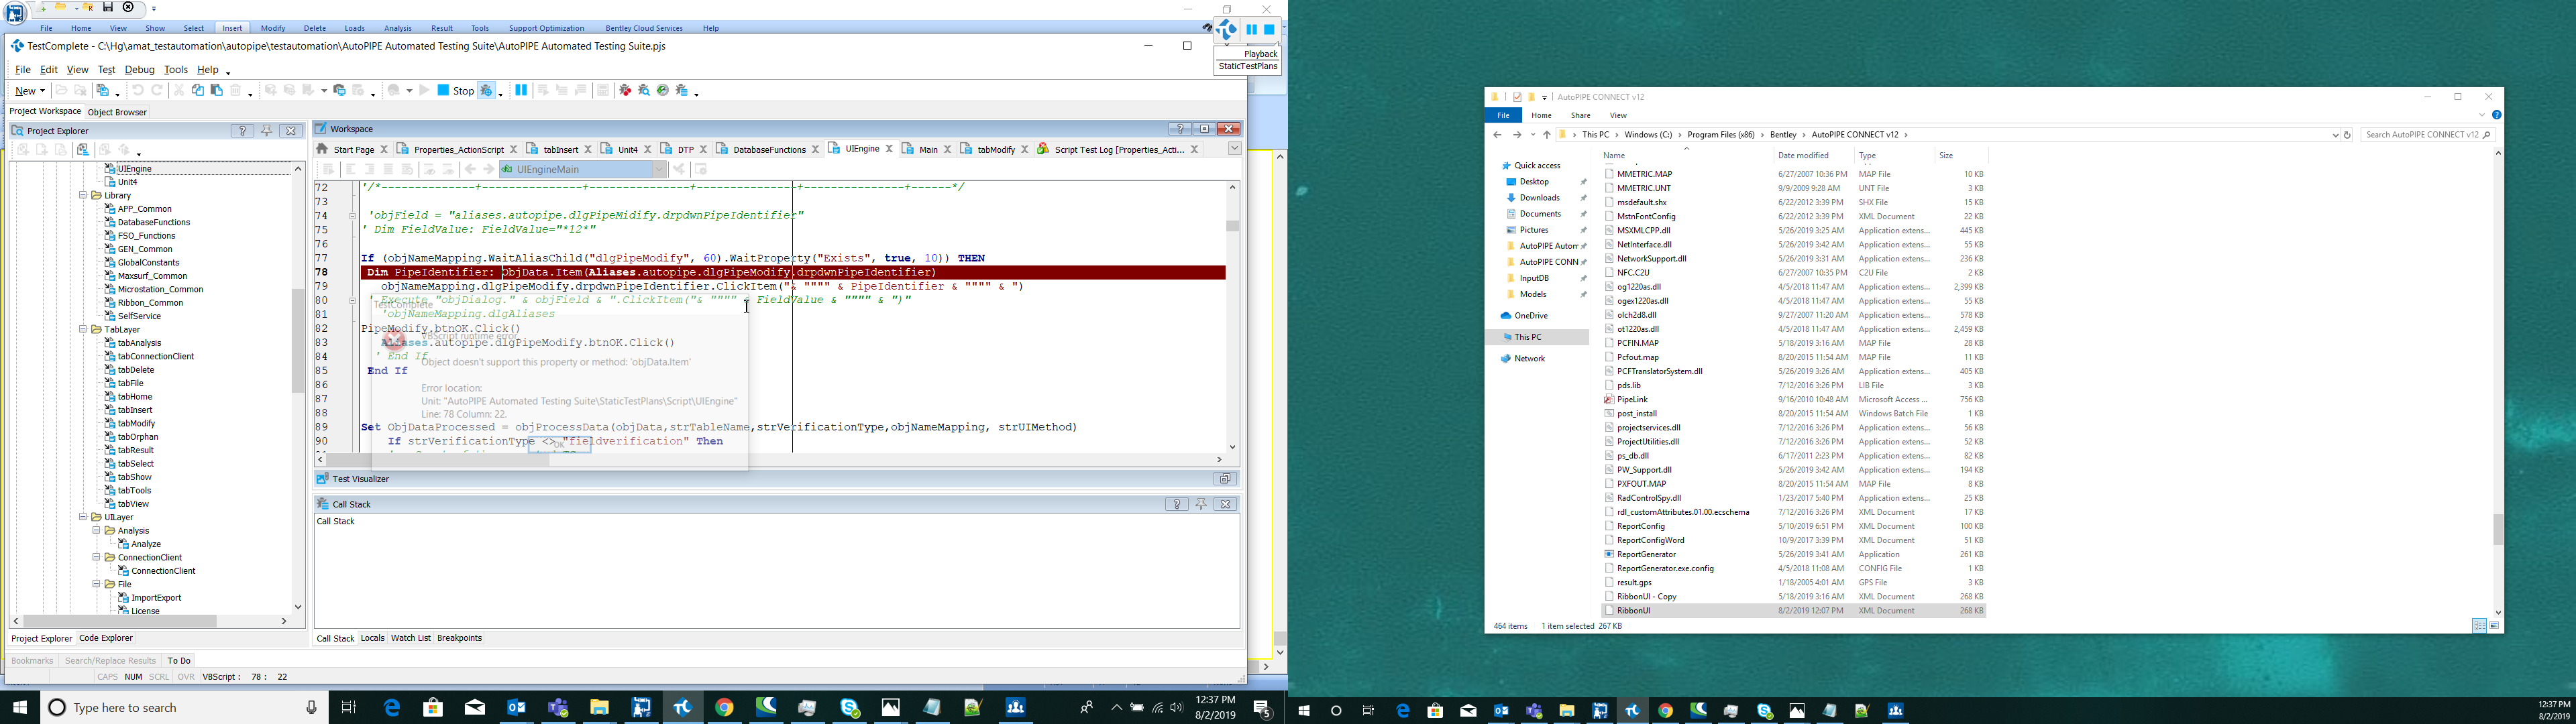 File Home View Show Select Insert Modify Delete Loads Analysis Result Tools Support Optimization Bentley Cloud Services Help
TestComplete - C:\Hg\amat_testautomation\autopipe\testautomation\AutoPIPE Automated Testing Suite\AutoPIPE Automated Testing Suite.pjs
Playback
StaticTestPlans
File Edit View Test Debug Tools Help
New Stop
Project Workspace Object Browser
Project Explorer
UIEngine
Unit4
Library
APP_Common
DatabaseFunctions
FSO_Functions
GEN_Common
GlobalConstants
Maxsurf_Common
Microstation_Common
Ribbon_Common
SelfService
TabLayer
tabAnalysis
tabConnectionClient
tabDelete
tabFile
tabHome
tabInsert
tabModify
tabOrphan
tabResult
tabSelect
tabShow
tabTools
tabView
UILayer
Analysis
Analyze
ConnectionClient
ConnectionClient
File
ImportExport
License
Project Explorer Code Explorer
Workspace
Start Page Properties_ActionScript tabInsert Unit4 DTP DatabaseFunctions UIEngine Main tabModify Script Test Log [Properties_Acti...
UIEngineMain
72 '/*---------------+---------------+---------------+---------------+---------------+------*/
73
74 'objField = "aliases.autopipe.dlgPipeMidify.drpdwnPipeIdentifier"
75 ' Dim FieldValue: FieldValue="*12*"
76
77 If (objNameMapping.WaitAliasChild("dlgPipeModify", 60).WaitProperty("Exists", true, 10)) THEN
78 Dim PipeIdentifier: ObjData.Item(Aliases.autopipe.dlgPipeModify.drpdwnPipeIdentifier)
79 objNameMapping.dlgPipeModify.drpdwnPipeIdentifier.ClickItem("& """" & PipeIdentifier & """" & ")
80 ' Execute "objDialog." & objField & ".ClickItem("& """" & FieldValue & """" & ")"
81 'objNameMapping.dlgAliases
82 PipeModify.btnOK.Click()
83 Aliases.autopipe.dlgPipeModify.btnOK.Click()
84 ' End If
85 End If
86
87
88
89 Set ObjDataProcessed = objProcessData(objData,strTableName,strVerificationType,objNameMapping, strUIMethod)
90 If strVerificationType <> "fieldverification" Then
TestComplete
VBScript runtime error.
Object doesn't support this property or method: 'objData.Item'
Error location:
Unit: "AutoPIPE Automated Testing Suite\StaticTestPlans\Script\UIEngine"
Line: 78 Column: 22.
OK
Test Visualizer
Call Stack
Call Stack
Call Stack Locals Watch List Breakpoints
Bookmarks Search/Replace Results To Do
CAPS NUM SCRL OVR VBScript : 78 : 22
Type here to search
12:37 PM
8/2/2019
5
AutoPIPE CONNECT v12
File Home Share View
This PC Windows (C:) Program Files (x86) Bentley AutoPIPE CONNECT v12
Search AutoPIPE CONNECT v12
Quick access
Desktop
Downloads
Documents
Pictures
AutoPIPE Autom
AutoPIPE CONN
InputDB
Models
OneDrive
This PC
Network
Name Date modified Type Size
MMETRIC.MAP 6/27/2007 10:36 PM MAP File 10 KB
MMETRIC.UNT 9/9/2009 9:28 AM UNT File 3 KB
msdefault.shx 6/22/2012 3:39 PM SHX File 15 KB
MstnFontConfig 6/22/2012 3:39 PM XML Document 22 KB
MSXMLCPP.dll 5/26/2019 3:25 AM Application extens... 445 KB
NetInterface.dll 5/26/2019 3:42 AM Application extens... 55 KB
NetworkSupport.dll 5/26/2019 3:31 AM Application extens... 236 KB
NFC.C2U 6/27/2007 10:35 PM C2U File 2 KB
og1220as.dll 4/5/2018 11:47 AM Application extens... 2,399 KB
ogex1220as.dll 4/5/2018 11:47 AM Application extens... 55 KB
olch2d8.dll 9/27/2007 11:20 AM Application extens... 578 KB
ot1220as.dll 4/5/2018 11:47 AM Application extens... 2,459 KB
PCFIN.MAP 5/18/2019 3:16 AM MAP File 28 KB
Pcfout.map 8/20/2015 11:54 AM MAP File 11 KB
PCFTranslatorSystem.dll 5/26/2019 3:26 AM Application extens... 405 KB
pds.lib 7/12/2016 3:26 PM LIB File 3 KB
PipeLink 9/16/2010 10:48 AM Microsoft Access ... 756 KB
post_install 8/20/2015 11:54 AM Windows Batch File 1 KB
projectservices.dll 7/12/2016 3:26 PM Application extens... 56 KB
ProjectUtilities.dll 7/12/2016 3:26 PM Application extens... 52 KB
ps_db.dll 6/17/2011 2:23 PM Application extens... 82 KB
PW_Support.dll 5/26/2019 3:42 AM Application extens... 194 KB
PXFOUT.MAP 8/20/2015 11:54 AM MAP File 8 KB
RadControlSpy.dll 1/23/2017 5:40 PM Application extens... 25 KB
rdl_customAttributes.01.00.ecschema 7/12/2016 3:26 PM XML Document 17 KB
ReportConfig 5/10/2019 6:51 PM XML Document 100 KB
ReportConfigWord 10/9/2017 3:39 PM XML Document 51 KB
ReportGenerator 5/26/2019 3:41 AM Application 261 KB
ReportGenerator.exe.config 4/5/2018 11:08 AM CONFIG File 1 KB
result.gps 1/18/2005 4:01 AM GPS File 3 KB
RibbonUI - Copy 5/18/2019 3:16 AM XML Document 268 KB
RibbonUI 8/2/2019 12:07 PM XML Document 268 KB
464 items 1 item selected 267 KB
12:37 PM
8/2/2019